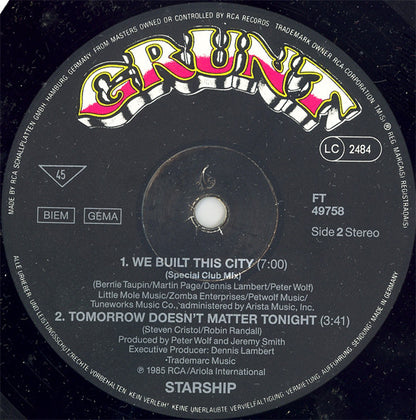 MADE BY RCA SCHALLPLATTEN GMBH, HAMBURG, GERMANY FROM MASTERS OWNED OR CONTROLLED BY RCA RECORDS. TRADEMARK OWNER RCA CORPORATION "TM(S) ® REG. MARCA(S) REGISTRADA(S)
GRUNT
LC 2484
45
BIEM GEMA
FT
49758
Side 2 Stereo
1. WE BUILT THIS CITY (7:00)
(Special Club Mix)
(Bernie Taupin/Martin Page/Dennis Lambert/Peter Wolf)
Little Mole Music/Zomba Enterprises/Petwolf Music/
Tuneworks Music Co., administered by Arista Music, Inc.
2. TOMORROW DOESN'T MATTER TONIGHT (3:41)
(Steven Cristol/Robin Randall)
Produced by Peter Wolf and Jeremy Smith
Executive Producer: Dennis Lambert
·Trademarc Music
℗ 1985 RCA/Ariola International
STARSHIP
ALLE URHEBER- UND LEISTUNGSSCHUTZRECHTE VORBEHALTEN. KEIN VERLEIH! KEINE UNERLAUBTE VERVIELFÄLTIGUNG, VERMIETUNG, AUFFÜHRUNG, SENDUNG! MADE IN GERMANY.